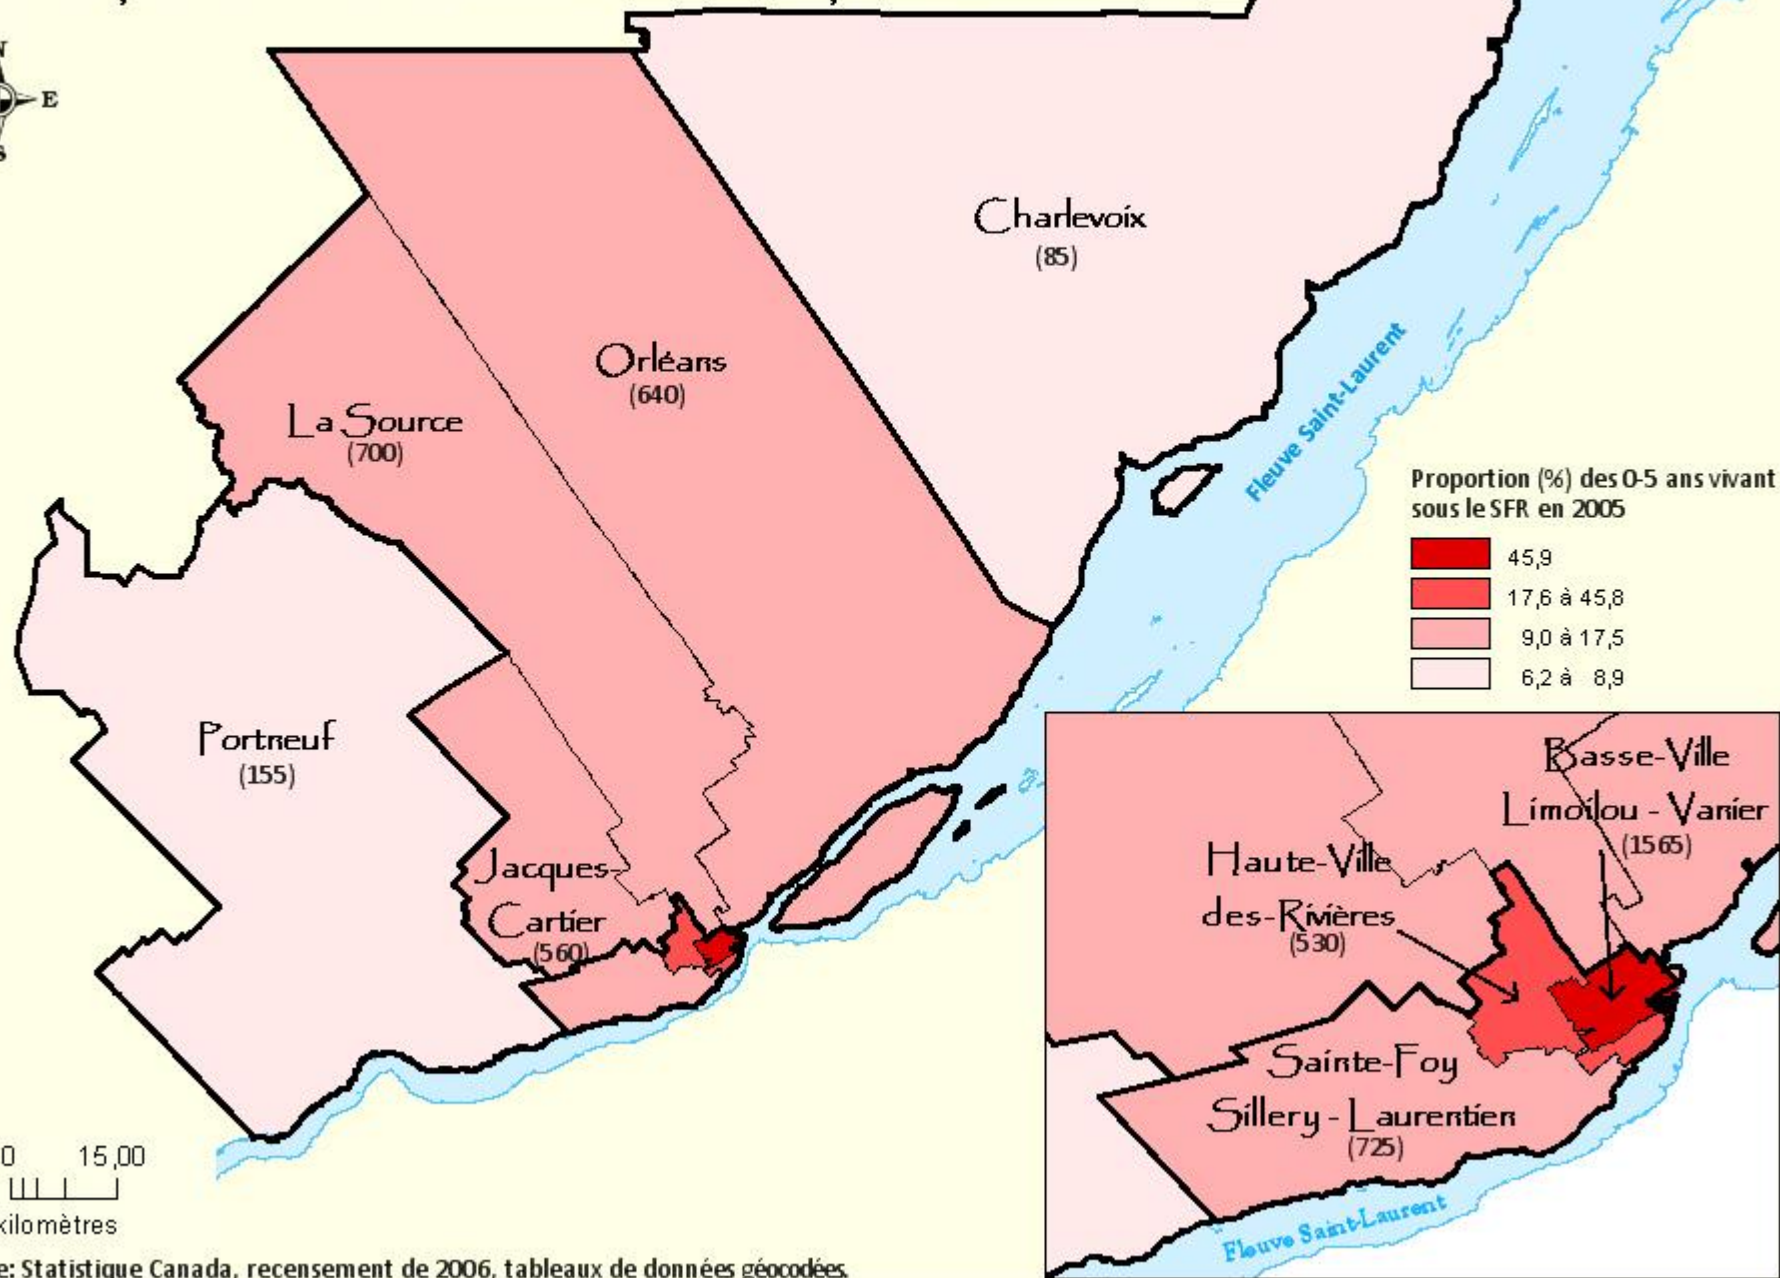 E
Charlevoix
(85)
Orléans
(640)
La Source
(700)
Fleuve Saint-Laurent
Proportion (%) des 0-5 ans vivant
sous le SFR en 2005
45,9
17,6 à 45,8
9,0 à 17,5
6,2 à 8,9
Portneuf
(155)
Jacques-
Cartier
(560)
Basse-Ville
Limoilou - Vanier
(1565)
Haute-Ville
des-Rivières
(530)
Sainte-Foy
Sillery - Laurentien
(725)
Fleuve Saint-Laurent
0 15,00
kilomètres
e: Statistique Canada, recensement de 2006, tableaux de données géocodées.